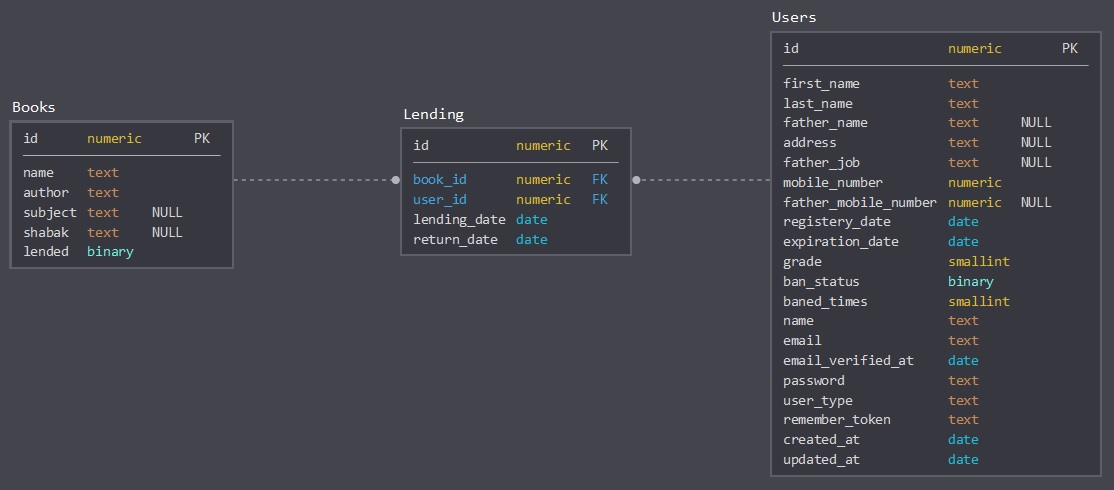 Books
id numeric PK
name text
author text
subject text NULL
shabak text NULL
lended binary
Lending
id numeric PK
book_id numeric FK
user_id numeric FK
lending_date date
return_date date
Users
id numeric PK
first_name text
last_name text
father_name text NULL
address text NULL
father_job text NULL
mobile_number numeric
father_mobile_number numeric NULL
registery_date date
expiration_date date
grade smallint
ban_status binary
baned_times smallint
name text
email text
email_verified_at date
password text
user_type text
remember_token text
created_at date
updated_at date